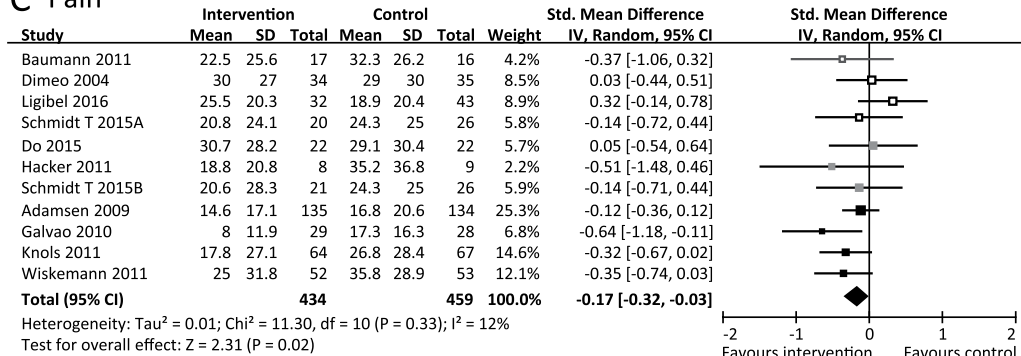 C Pain
Intervention Control Std. Mean Difference Std. Mean Difference
Study Mean SD Total Mean SD Total Weight IV, Random, 95% CI IV, Random, 95% CI
Baumann 2011 22.5 25.6 17 32.3 26.2 16 4.2% -0.37 [-1.06, 0.32]
Dimeo 2004 30 27 34 29 30 35 8.5% 0.03 [-0.44, 0.51]
Ligibel 2016 25.5 20.3 32 18.9 20.4 43 8.9% 0.32 [-0.14, 0.78]
Schmidt T 2015A 20.8 24.1 20 24.3 25 26 5.8% -0.14 [-0.72, 0.44]
Do 2015 30.7 28.2 22 29.1 30.4 22 5.7% 0.05 [-0.54, 0.64]
Hacker 2011 18.8 20.8 8 35.2 36.8 9 2.2% -0.51 [-1.48, 0.46]
Schmidt T 2015B 20.6 28.3 21 24.3 25 26 5.9% -0.14 [-0.71, 0.44]
Adamsen 2009 14.6 17.1 135 16.8 20.6 134 25.3% -0.12 [-0.36, 0.12]
Galvao 2010 8 11.9 29 17.3 16.3 28 6.8% -0.64 [-1.18, -0.11]
Knols 2011 17.8 27.1 64 26.8 28.4 67 14.6% -0.32 [-0.67, 0.02]
Wiskemann 2011 25 31.8 52 35.8 28.9 53 12.1% -0.35 [-0.74, 0.03]
Total (95% CI) 434 459 100.0% -0.17 [-0.32, -0.03]
Heterogeneity: Tau² = 0.01; Chi² = 11.30, df = 10 (P = 0.33); I² = 12%
Test for overall effect: Z = 2.31 (P = 0.02)
-2 -1 0 1 2
Favours intervention Favours control